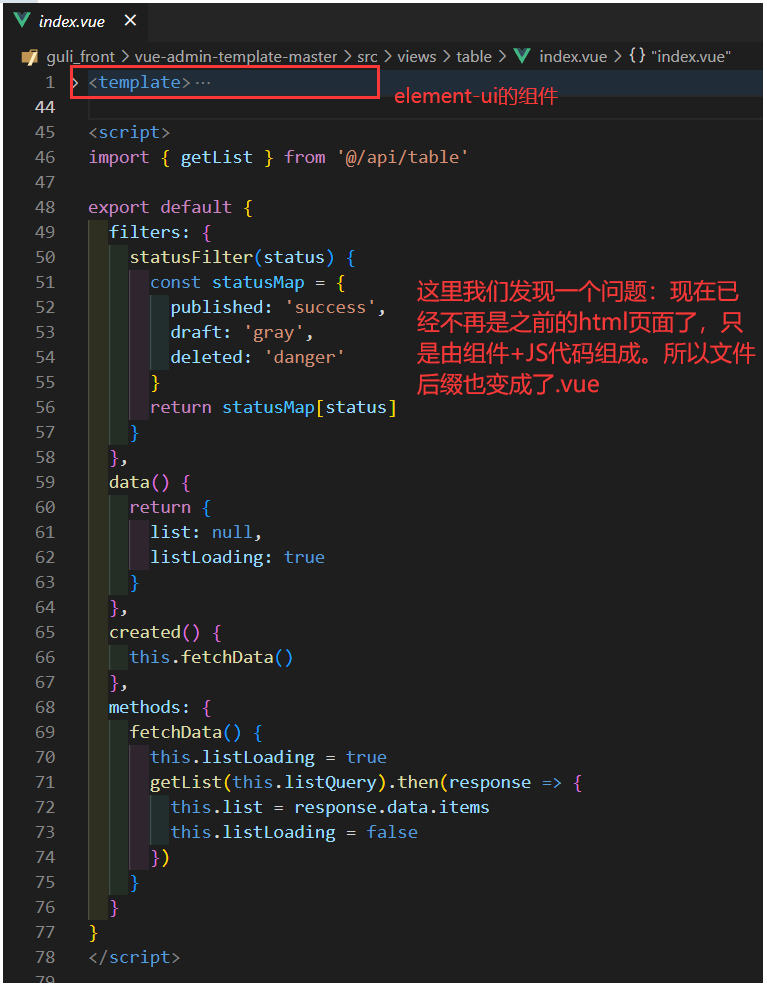 index.vue ×
guli_front > vue-admin-template-master > src > views > table > index.vue > {} "index.vue"
1 > <template> ···
element-ui的组件
44
45 <script>
46 import { getList } from '@/api/table'
47
48 export default {
49 filters: {
50 statusFilter(status) {
51 const statusMap = {
52 published: 'success',
53 draft: 'gray',
54 deleted: 'danger'
55 }
56 return statusMap[status]
57 }
58 },
59 data() {
60 return {
61 list: null,
62 listLoading: true
63 }
64 },
65 created() {
66 this.fetchData()
67 },
68 methods: {
69 fetchData() {
70 this.listLoading = true
71 getList(this.listQuery).then(response => {
72 this.list = response.data.items
73 this.listLoading = false
74 })
75 }
76 }
77 }
78 </script>
79
这里我们发现一个问题：现在已
经不再是之前的html页面了，只
是由组件+JS代码组成。所以文件
后缀也变成了.vue